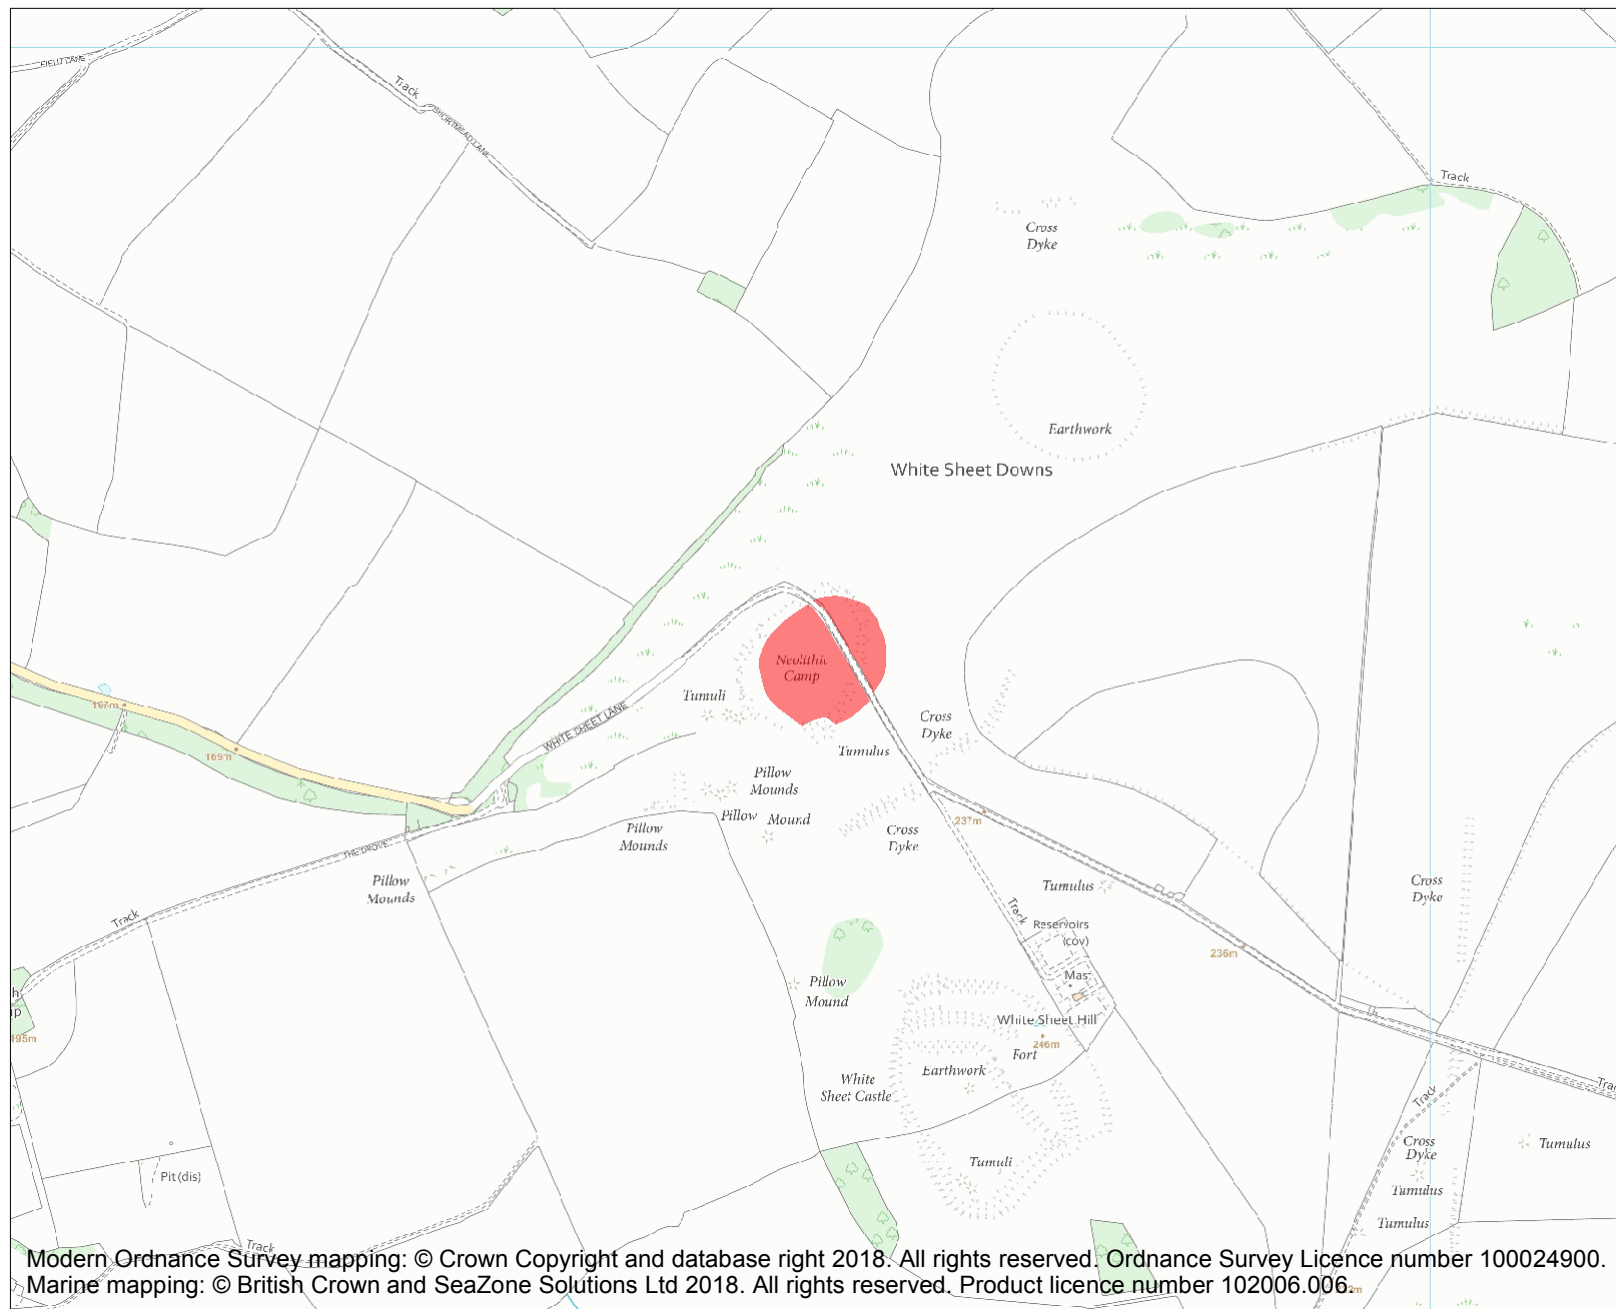 FIELD LANE
Track
SHORTMEAD LANE
Track
Cross
Dyke
Earthwork
White Sheet Downs
Neolithic
Camp
167m
Tumuli
WHITE SHEET LANE
Cross
Dyke
169m
Tumulus
Pillow
Mounds
Pillow Mound
237m
Pillow
Mounds
Cross
Dyke
THE DROVE
Pillow
Mounds
Tumulus
Cross
Dyke
Track
Track
Reservoirs
(cov)
236m
Mast
Pillow
Mound
White Sheet Hill
246m
195m
Fort
Earthwork
White
Sheet Castle
Track
Cross
Dyke
Tumulus
Tumuli
Pit (dis)
Tumulus
Tumulus
Track
Modern Ordnance Survey mapping: © Crown Copyright and database right 2018. All rights reserved. Ordnance Survey Licence number 100024900.
Marine mapping: © British Crown and SeaZone Solutions Ltd 2018. All rights reserved. Product licence number 102006.006.